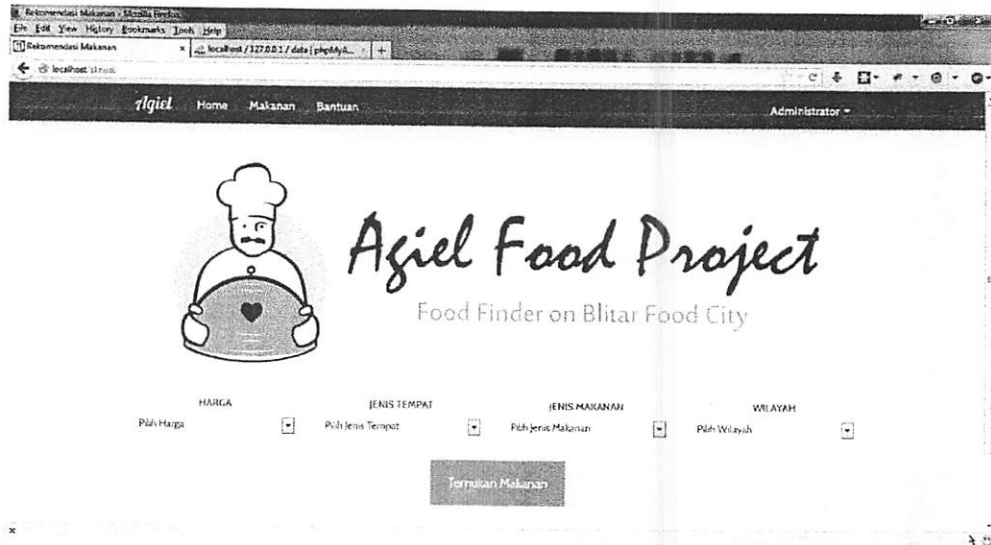 Rekomendasi Makanan - Mozilla Firefox
File Edit View History Bookmarks Tools Help
Rekomendasi Makanan × localhost / 127.0.0.1 / data | phpMyA... × +
localhost/skripsi
Agiel Home Makanan Bantuan Administrator
Agiel Food Project
Food Finder on Blitar Food City
HARGA JENIS TEMPAT JENIS MAKANAN WILAYAH
Pilih Harga Pilih Jenis Tempat Pilih Jenis Makanan Pilih Wilayah
Temukan Makanan